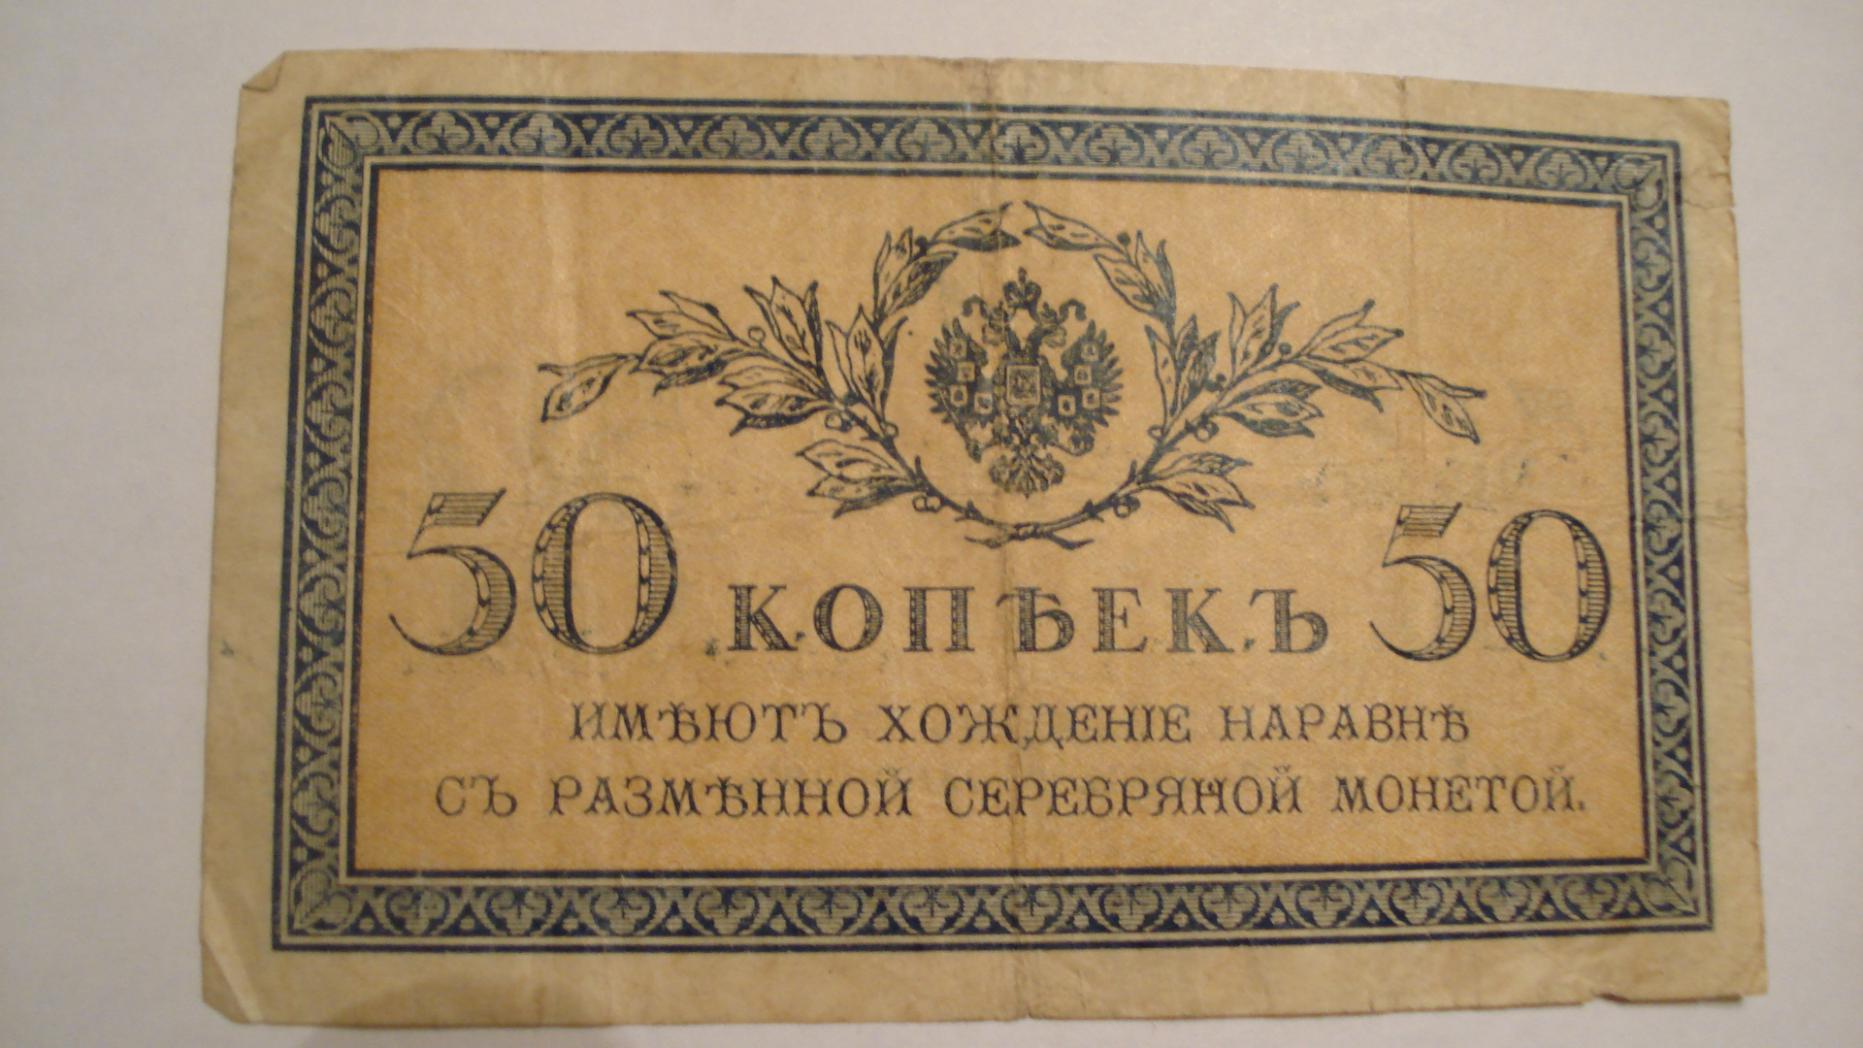 50 КОПѢЕКЪ 50
ИМѢЮТЪ ХОЖДЕНІЕ НАРАВНѢ
СЪ РАЗМѢННОЙ СЕРЕБРЯНОЙ МОНЕТОЙ.